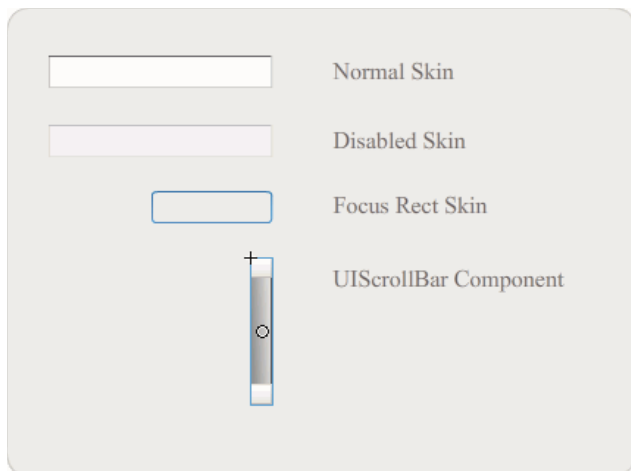 Normal Skin
Disabled Skin
Focus Rect Skin
UIScrollBar Component